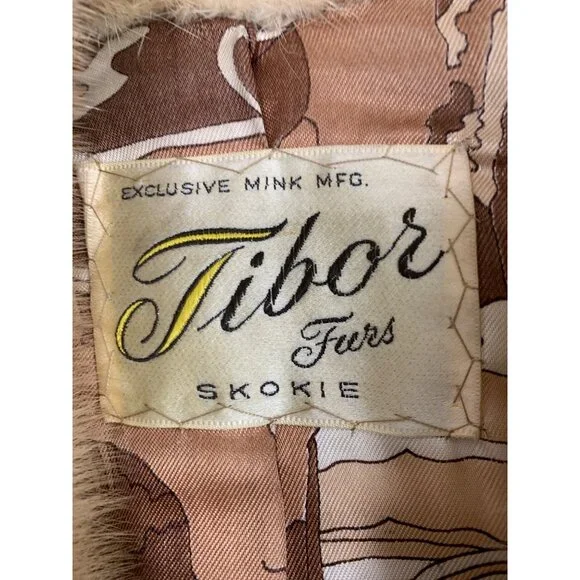 EXCLUSIVE MINK MFG.
Tibor
Furs
SKOKIE